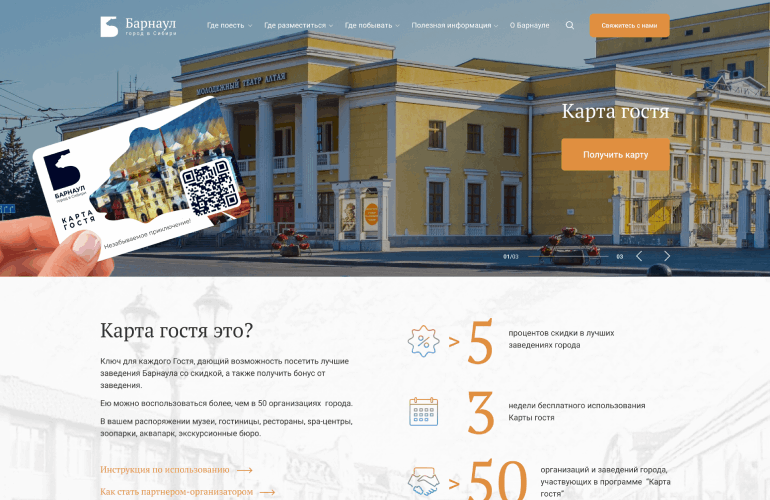 Барнаул
город в Сибири
Где поесть
Где разместиться
Где побывать
Полезная информация
О Барнауле
Свяжитесь с нами
МОЛОДЕЖНЫЙ ТЕАТР АЛТАЯ
Карта гостя
Получить карту
БАРНАУЛ
город в Сибири
КАРТА
ГОСТЯ
Незабываемое приключение!
01/03
03
Карта гостя это?
Ключ для каждого Гостя, дающий возможность посетить лучшие
заведения Барнаула со скидкой, а также получить бонус от
заведения.
Ею можно воспользоваться более, чем в 50 организациях города.
В вашем распоряжении музеи, гостиницы, рестораны, spa-центры,
зоопарки, аквапарк, экскурсионные бюро.
Инструкция по использованию
Как стать партнером-организатором
> 5
процентов скидки в лучших
заведениях города
3
недели бесплатного использования
Карты гостя
> 50
организаций и заведений города,
участвующих в программе "Карта
гостя"